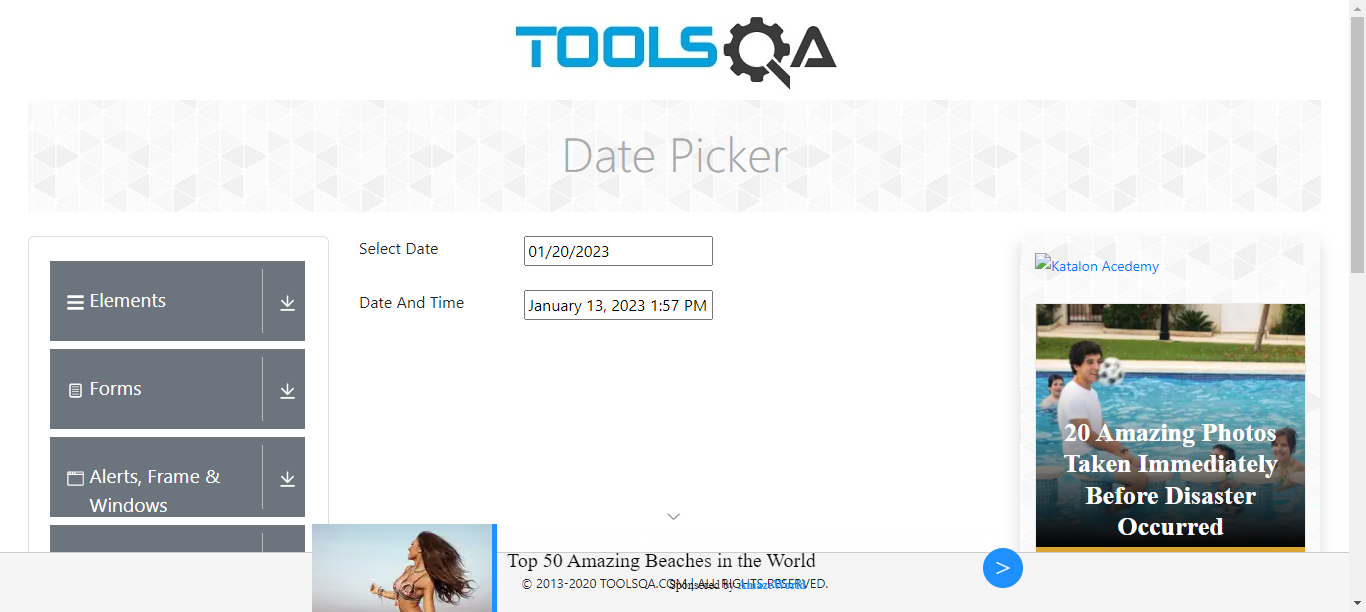 TOOLSQA
Date Picker
Elements
Forms
Alerts, Frame &
Windows
Select Date
01/20/2023
Date And Time
January 13, 2023 1:57 PM
Katalon Acedemy
20 Amazing Photos
Taken Immediately
Before Disaster
Occurred
Top 50 Amazing Beaches in the World
>
© 2013-2020 TOOLSQA.COM | ALL RIGHTS RESERVED.
Sponsored by